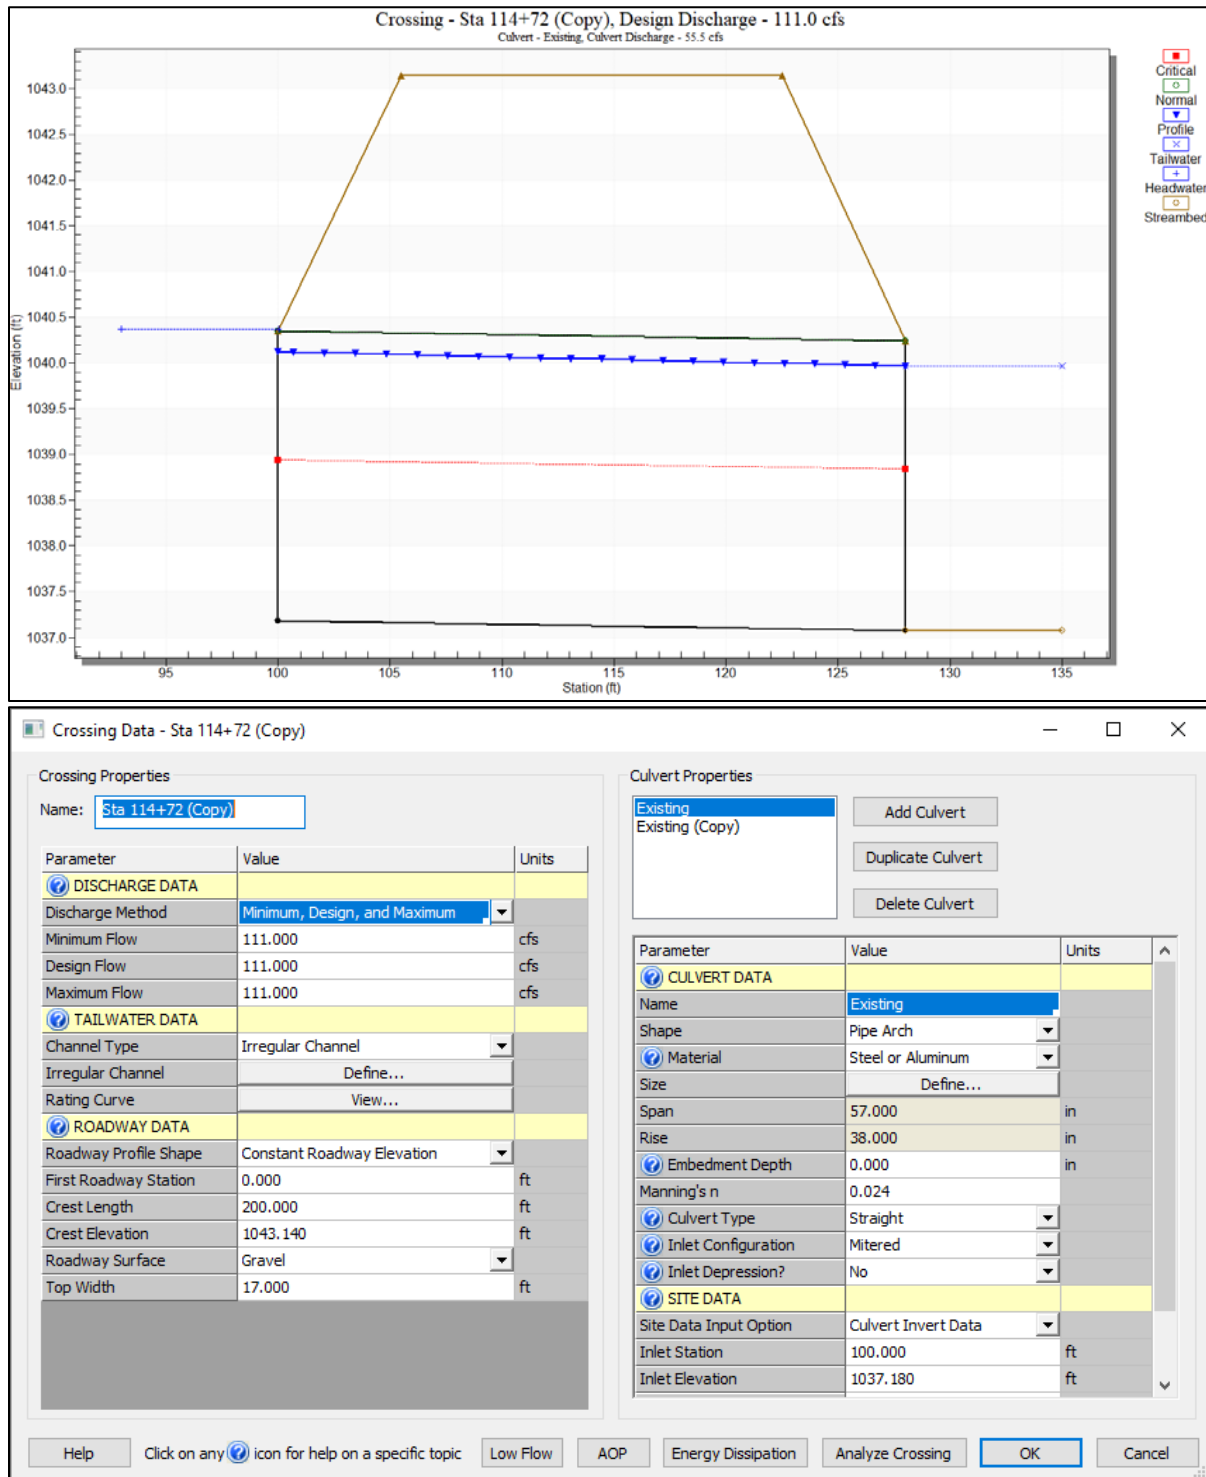 Crossing - Sta 114+72 (Copy), Design Discharge - 111.0 cfs
Culvert - Existing, Culvert Discharge - 55.5 cfs
Critical
Normal
Profile
Tailwater
Headwater
Streambed
Elevation (ft)
1043.0
1042.5
1042.0
1041.5
1041.0
1040.5
1040.0
1039.5
1039.0
1038.5
1038.0
1037.5
1037.0
95 100 105 110 115 120 125 130 135
Station (ft)
Crossing Data - Sta 114+72 (Copy)
Crossing Properties
Name: Sta 114+72 (Copy)
Parameter Value Units
DISCHARGE DATA
Discharge Method Minimum, Design, and Maximum
Minimum Flow 111.000 cfs
Design Flow 111.000 cfs
Maximum Flow 111.000 cfs
TAILWATER DATA
Channel Type Irregular Channel
Irregular Channel Define...
Rating Curve View...
ROADWAY DATA
Roadway Profile Shape Constant Roadway Elevation
First Roadway Station 0.000 ft
Crest Length 200.000 ft
Crest Elevation 1043.140 ft
Roadway Surface Gravel
Top Width 17.000 ft
Culvert Properties
Existing
Existing (Copy)
Add Culvert
Duplicate Culvert
Delete Culvert
Parameter Value Units
CULVERT DATA
Name Existing
Shape Pipe Arch
Material Steel or Aluminum
Size Define...
Span 57.000 in
Rise 38.000 in
Embedment Depth 0.000 in
Manning's n 0.024
Culvert Type Straight
Inlet Configuration Mitered
Inlet Depression? No
SITE DATA
Site Data Input Option Culvert Invert Data
Inlet Station 100.000 ft
Inlet Elevation 1037.180 ft
Help Click on any ? icon for help on a specific topic Low Flow AOP Energy Dissipation Analyze Crossing OK Cancel